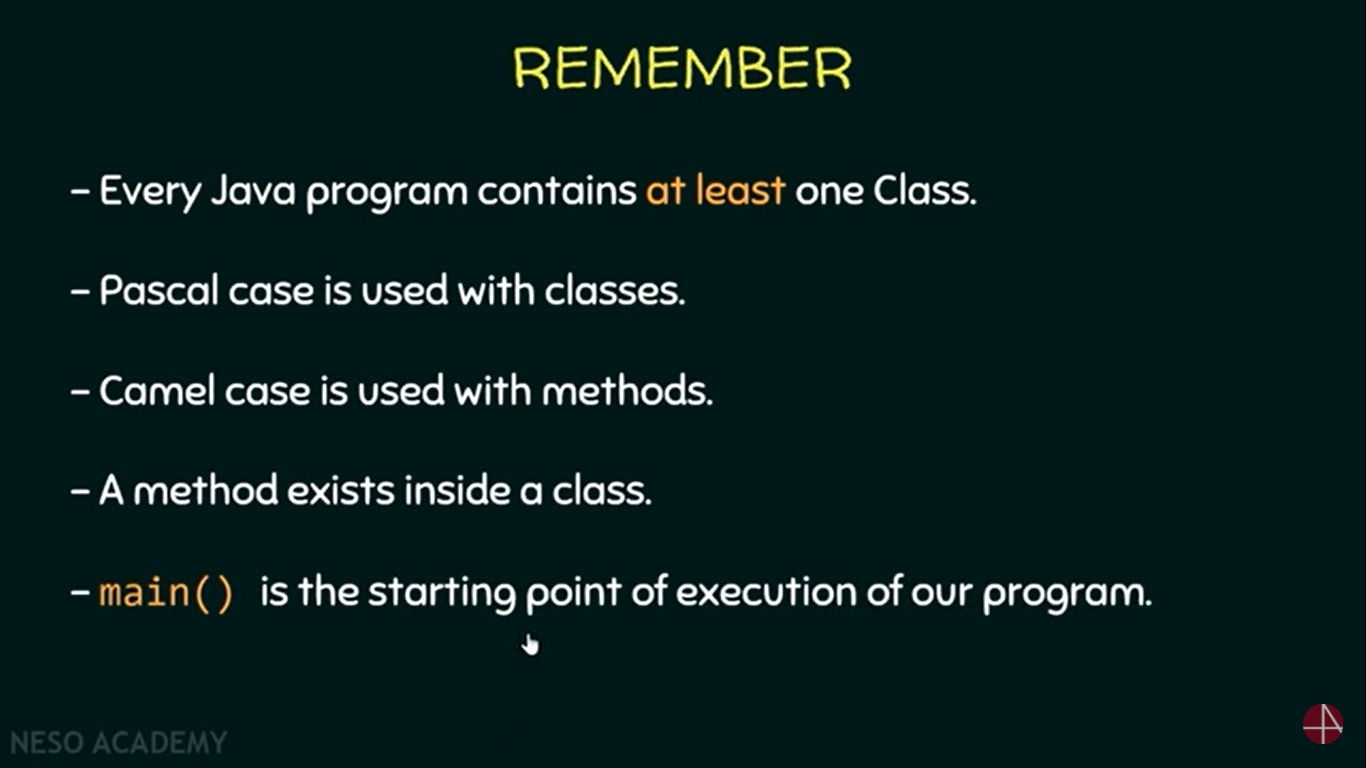 REMEMBER
– Every Java program contains at least one Class.
– Pascal case is used with classes.
– Camel case is used with methods.
– A method exists inside a class.
– main() is the starting point of execution of our program.
NESO ACADEMY